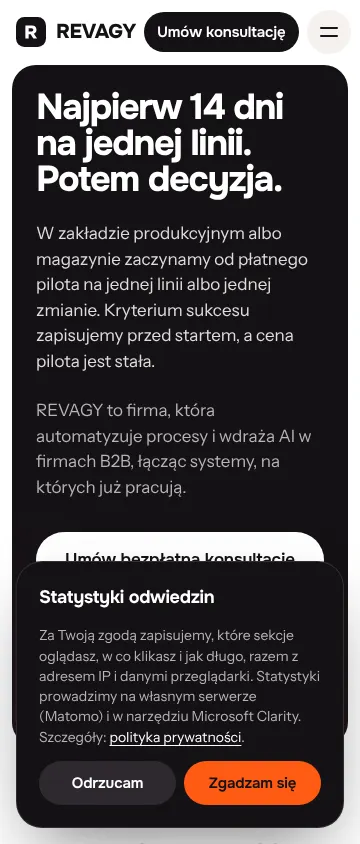 R REVAGY Umów konsultację
Najpierw 14 dni
na jednej linii.
Potem decyzja.
W zakładzie produkcyjnym albo
magazynie zaczynamy od płatnego
pilota na jednej linii albo jednej
zmianie. Kryterium sukcesu
zapisujemy przed startem, a cena
pilota jest stała.
REVAGY to firma, która
automatyzuje procesy i wdraża AI w
firmach B2B, łącząc systemy, na
których już pracują.
Umów bezpłatną konsultację
Statystyki odwiedzin
Za Twoją zgodą zapisujemy, które sekcje
oglądasz, w co klikasz i jak długo, razem z
adresem IP i danymi przeglądarki. Statystyki
prowadzimy na własnym serwerze
(Matomo) i w narzędziu Microsoft Clarity.
Szczegóły: polityka prywatności.
Odrzucam Zgadzam się